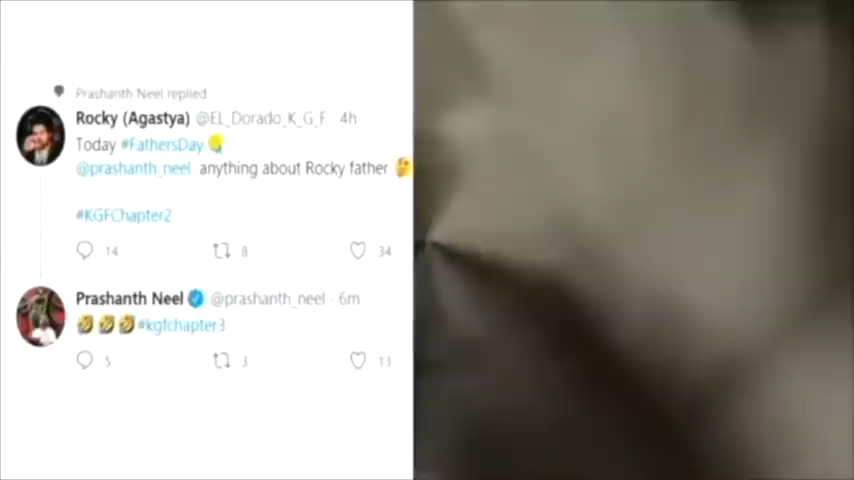 Prashanth Neel replied
Rocky (Agastya) @EL_Dorado_K_G_F · 4h
Today #FathersDay
@prashanth_neel anything about Rocky father 🤔
#KGFChapter2
14 8 34
Prashanth Neel @prashanth_neel · 6m
🤣🤣🤣#kgfchapter3
5 3 13